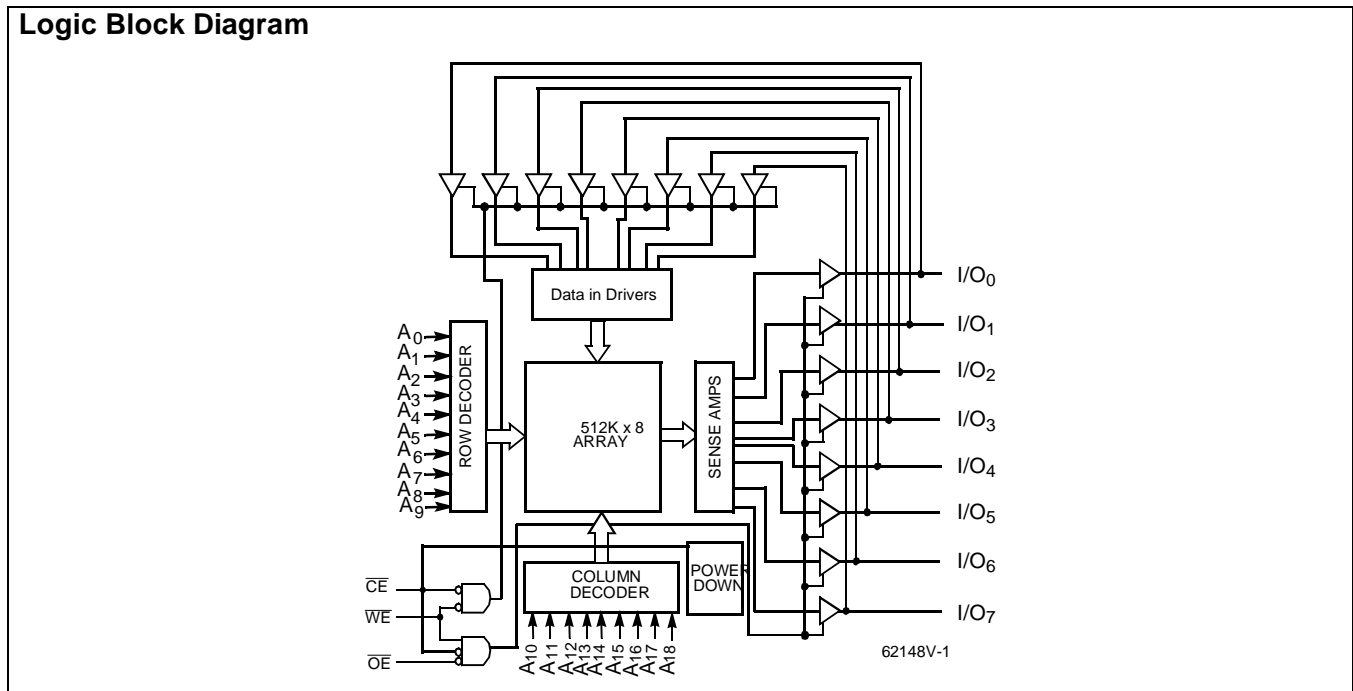 Logic Block Diagram
Data in Drivers
I/O0
I/O1
I/O2
I/O3
I/O4
I/O5
I/O6
I/O7
A0
A1
A2
A3
A4
A5
A6
A7
A8
A9
ROW DECODER
512K x 8
ARRAY
SENSE AMPS
POWER
DOWN
COLUMN
DECODER
CE
WE
OE
A10
A11
A12
A13
A14
A15
A16
A17
A18
62148V-1